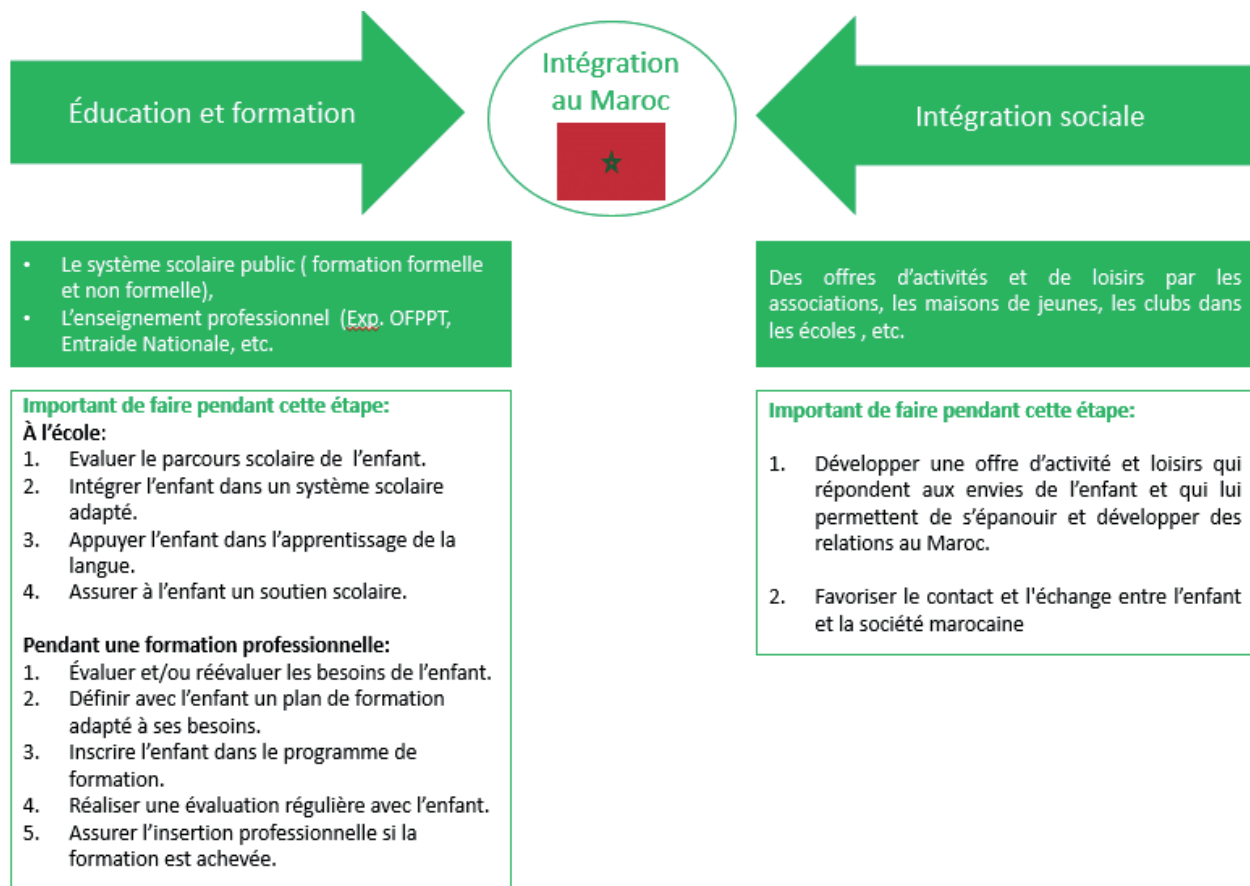 Éducation et formation
Intégration
au Maroc
Intégration sociale
• Le système scolaire public ( formation formelle
et non formelle),
• L’enseignement professionnel (Exp. OFPPT,
Entraide Nationale, etc.
Des offres d’activités et de loisirs par les
associations, les maisons de jeunes, les clubs dans
les écoles , etc.
Important de faire pendant cette étape:
À l’école:
1. Evaluer le parcours scolaire de l’enfant.
2. Intégrer l’enfant dans un système scolaire
adapté.
3. Appuyer l’enfant dans l’apprentissage de la
langue.
4. Assurer à l’enfant un soutien scolaire.
Pendant une formation professionnelle:
1. Évaluer et/ou réévaluer les besoins de l’enfant.
2. Définir avec l’enfant un plan de formation
adapté à ses besoins.
3. Inscrire l’enfant dans le programme de
formation.
4. Réaliser une évaluation régulière avec l’enfant.
5. Assurer l’insertion professionnelle si la
formation est achevée.
Important de faire pendant cette étape:
1. Développer une offre d’activité et loisirs qui
répondent aux envies de l’enfant et qui lui
permettent de s’épanouir et développer des
relations au Maroc.
2. Favoriser le contact et l'échange entre l’enfant
et la société marocaine